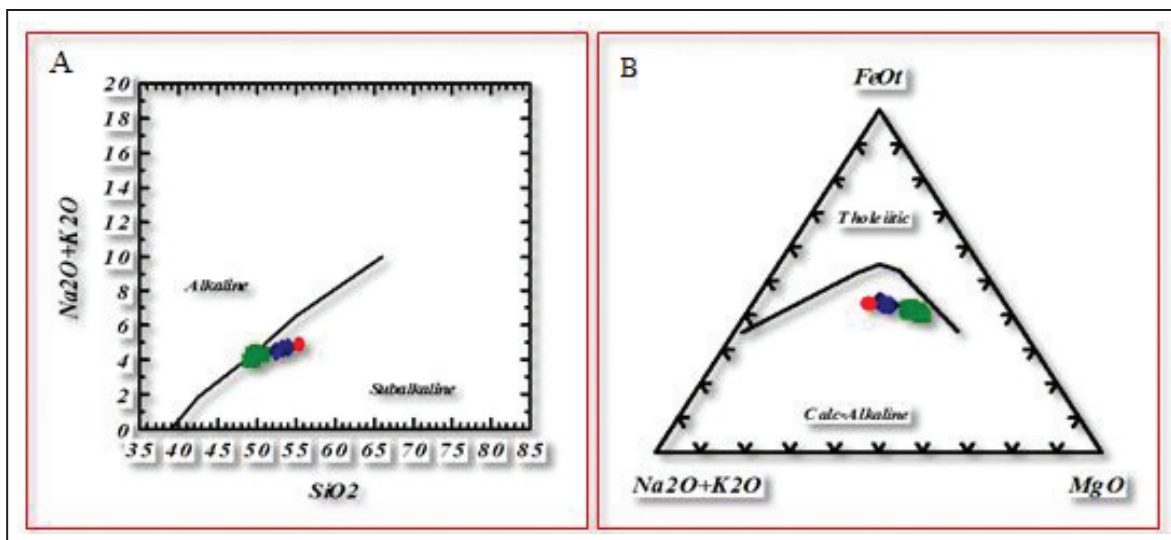 A
20
18
16
14
12
10
8
6
4
2
0
Na2O+K2O
Alkaline
Subalkaline
35 40 45 50 55 60 65 70 75 80 85
SiO2
B
FeOt
Tholeiitic
Calc-Alkaline
Na2O+K2O
MgO